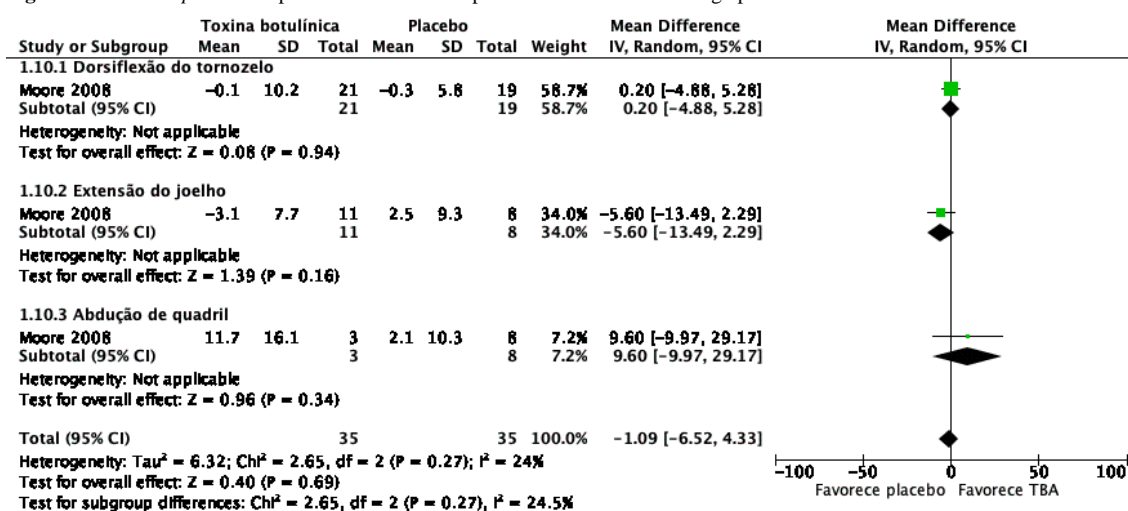 Toxina botulínica Placebo Mean Difference Mean Difference
Study or Subgroup Mean SD Total Mean SD Total Weight IV, Random, 95% CI IV, Random, 95% CI
1.10.1 Dorsiflexão do tornozelo
Moore 2008 −0.1 10.2 21 −0.3 5.8 19 58.7% 0.20 [−4.88, 5.28]
Subtotal (95% CI) 21 19 58.7% 0.20 [−4.88, 5.28]
Heterogeneity: Not applicable
Test for overall effect: Z = 0.08 (P = 0.94)
1.10.2 Extensão do joelho
Moore 2008 −3.1 7.7 11 2.5 9.3 8 34.0% −5.60 [−13.49, 2.29]
Subtotal (95% CI) 11 8 34.0% −5.60 [−13.49, 2.29]
Heterogeneity: Not applicable
Test for overall effect: Z = 1.39 (P = 0.16)
1.10.3 Abdução de quadril
Moore 2008 11.7 16.1 3 2.1 10.3 8 7.2% 9.60 [−9.97, 29.17]
Subtotal (95% CI) 3 8 7.2% 9.60 [−9.97, 29.17]
Heterogeneity: Not applicable
Test for overall effect: Z = 0.96 (P = 0.34)
Total (95% CI) 35 35 100.0% −1.09 [−6.52, 4.33]
Heterogeneity: Tau² = 6.32; Chi² = 2.65, df = 2 (P = 0.27); I² = 24%
Test for overall effect: Z = 0.40 (P = 0.69)
Test for subgroup differences: Chi² = 2.65, df = 2 (P = 0.27), I² = 24.5%
−100 −50 0 50 100
Favorece placebo Favorece TBA